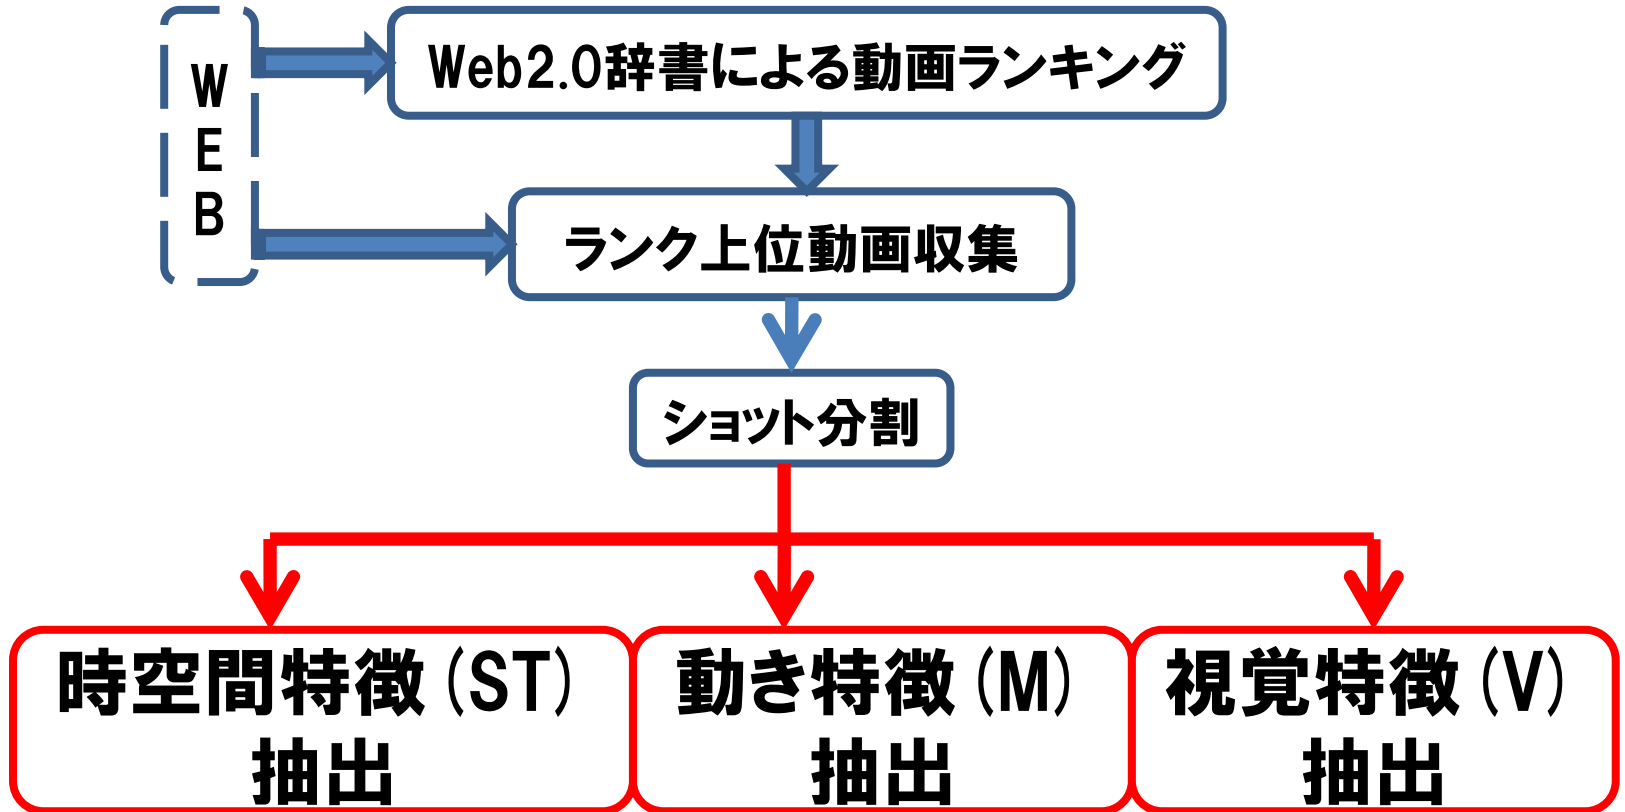 WEB
Web2.0辞書による動画ランキング
ランク上位動画収集
ショット分割
時空間特徴(ST)
抽出
動き特徴(M)
抽出
視覚特徴(V)
抽出